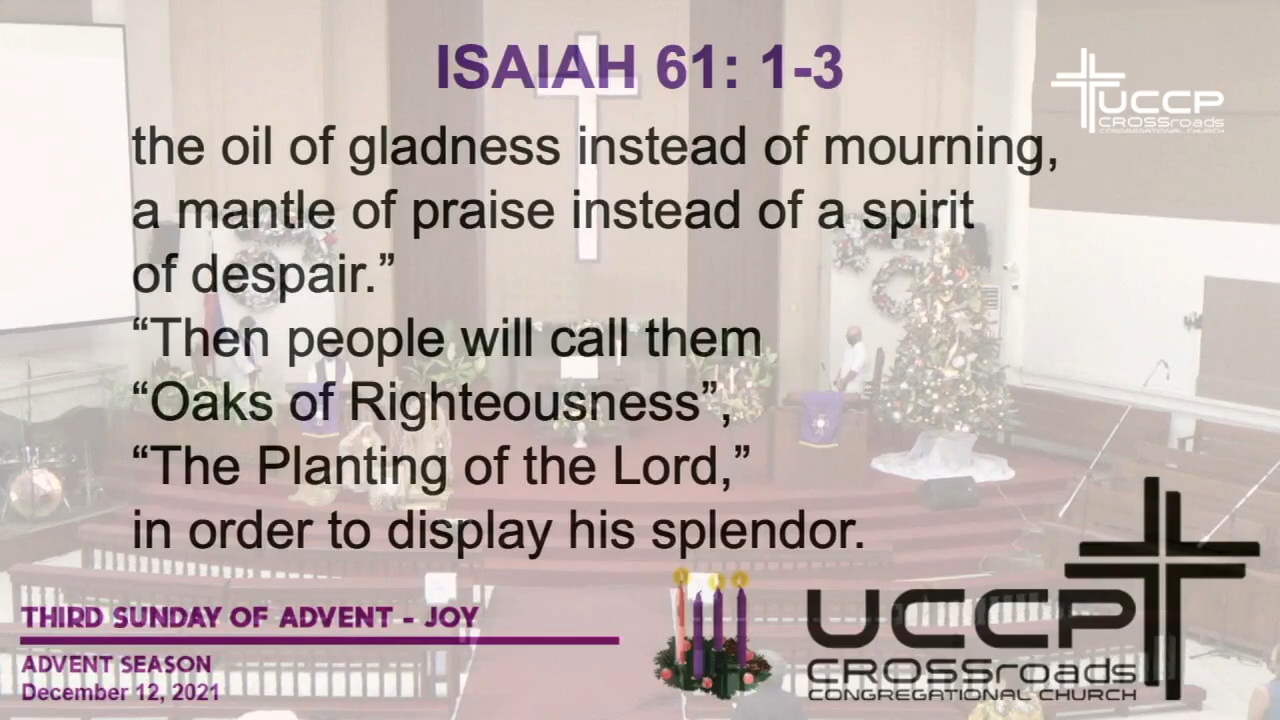 ISAIAH 61: 1-3
UCCP
CROSSroads
CONGREGATIONAL CHURCH
the oil of gladness instead of mourning,
a mantle of praise instead of a spirit
of despair.”
“Then people will call them
“Oaks of Righteousness”,
“The Planting of the Lord,”
in order to display his splendor.
THIRD SUNDAY OF ADVENT - JOY
ADVENT SEASON
December 12, 2021
UCCP
CROSSroads
CONGREGATIONAL CHURCH